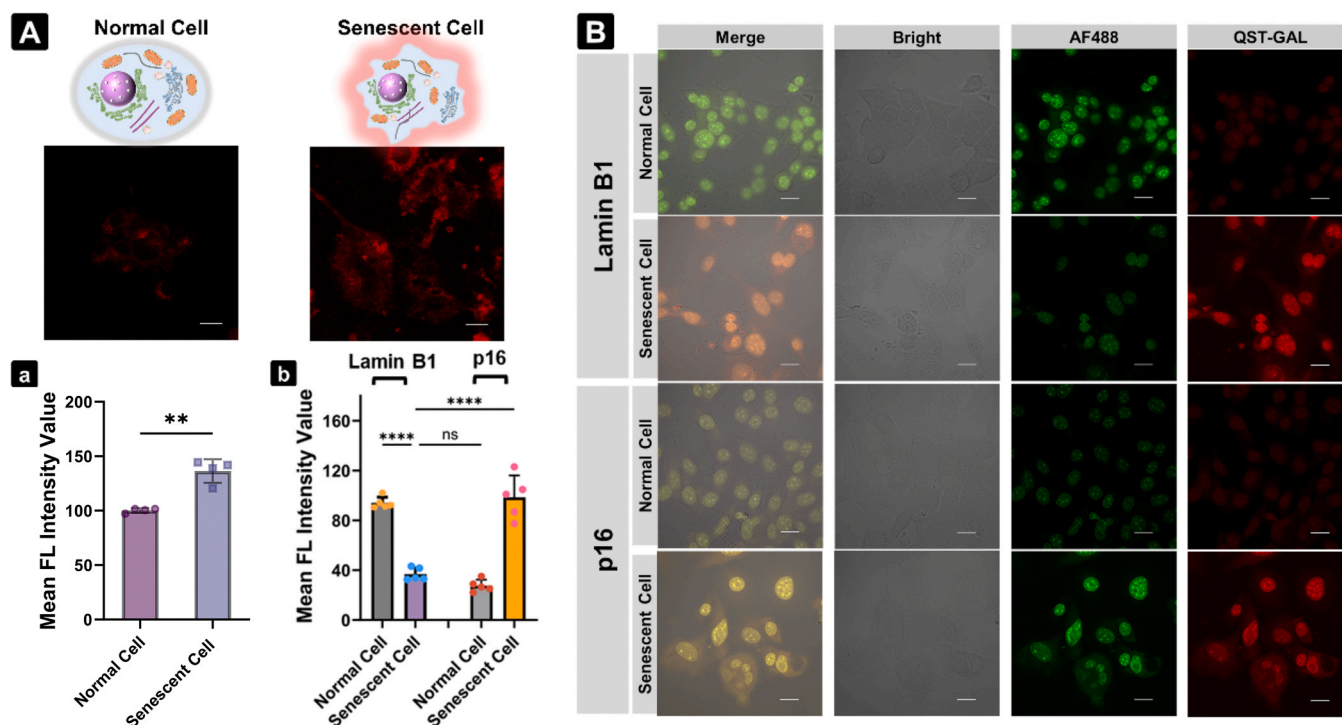 A
Normal Cell
Senescent Cell
a
Mean FL Intensity Value
200
150
100
50
0
**
Normal Cell
Senescent Cell
b
Lamin B1
p16
Mean FL Intensity Value
160
120
80
40
0
****
****
ns
Normal Cell
Senescent Cell
Normal Cell
Senescent Cell
B
Merge
Bright
AF488
QST-GAL
Lamin B1
Normal Cell
Senescent Cell
p16
Normal Cell
Senescent Cell